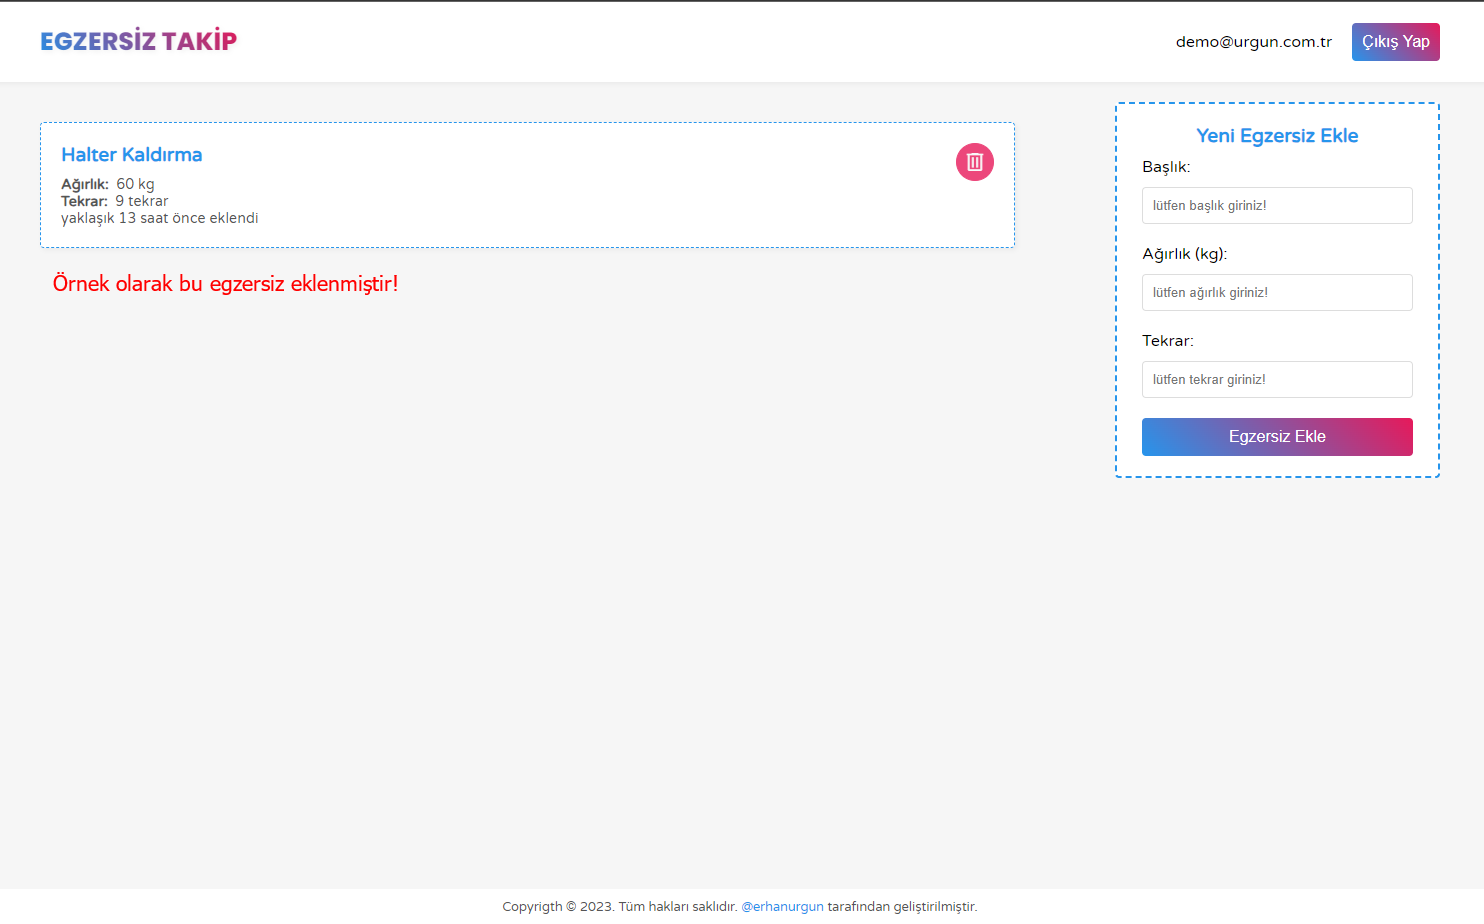 EGZERSİZ TAKİP
demo@urgun.com.tr
Çıkış Yap
Halter Kaldırma
Ağırlık: 60 kg
Tekrar: 9 tekrar
yaklaşık 13 saat önce eklendi
Örnek olarak bu egzersiz eklenmiştir!
Yeni Egzersiz Ekle
Başlık:
lütfen başlık giriniz!
Ağırlık (kg):
lütfen ağırlık giriniz!
Tekrar:
lütfen tekrar giriniz!
Egzersiz Ekle
Copyrigth © 2023. Tüm hakları saklıdır. @erhanurgun tarafından geliştirilmiştir.